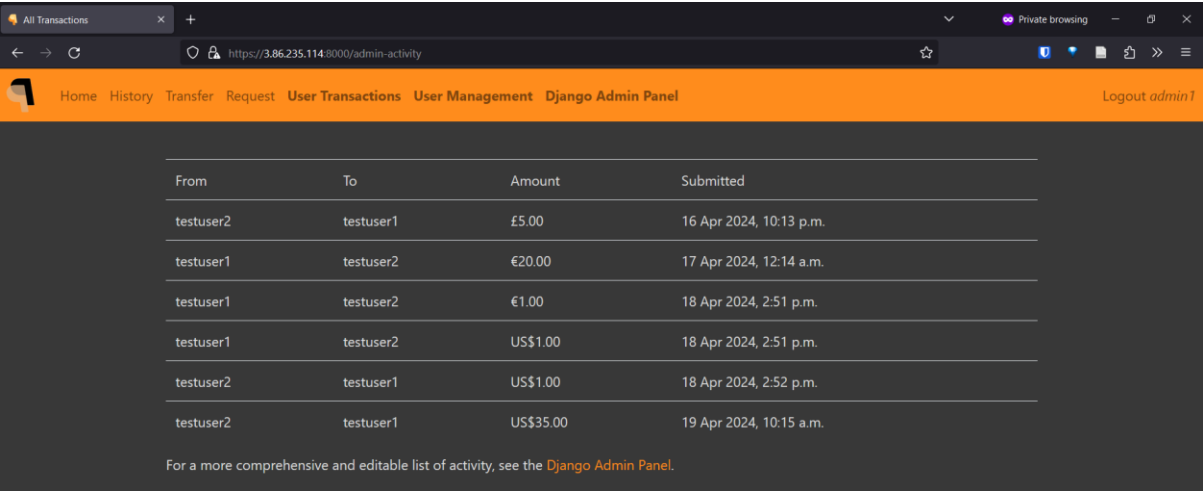 All Transactions
Private browsing
https://3.86.235.114:8000/admin-activity
Home History Transfer Request User Transactions User Management Django Admin Panel Logout admin1
From To Amount Submitted
testuser2 testuser1 £5.00 16 Apr 2024, 10:13 p.m.
testuser1 testuser2 €20.00 17 Apr 2024, 12:14 a.m.
testuser1 testuser2 €1.00 18 Apr 2024, 2:51 p.m.
testuser1 testuser2 US$1.00 18 Apr 2024, 2:51 p.m.
testuser2 testuser1 US$1.00 18 Apr 2024, 2:52 p.m.
testuser2 testuser1 US$35.00 19 Apr 2024, 10:15 a.m.
For a more comprehensive and editable list of activity, see the Django Admin Panel.